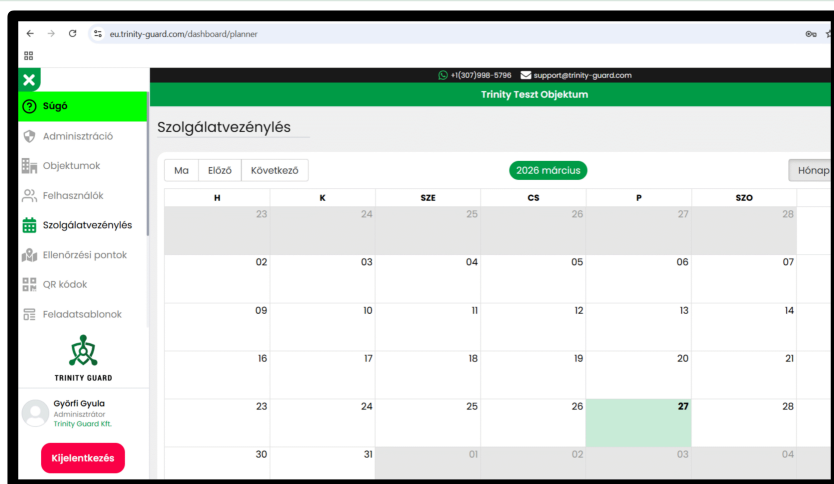 eu.trinity-guard.com/dashboard/planner
+1(307)998-5796 support@trinity-guard.com
Trinity Teszt Objektum
Súgó
Adminisztráció
Objektumok
Felhasználók
Szolgálatvezénylés
Ellenőrzési pontok
QR kódok
Feladatsablonok
TRINITY GUARD
Györfi Gyula
Adminisztrátor
Trinity Guard Kft.
Kijelentkezés
Szolgálatvezénylés
Ma Előző Következő 2026 március Hónap
H K SZE CS P SZO
23 24 25 26 27 28
02 03 04 05 06 07
09 10 11 12 13 14
16 17 18 19 20 21
23 24 25 26 27 28
30 31 01 02 03 04